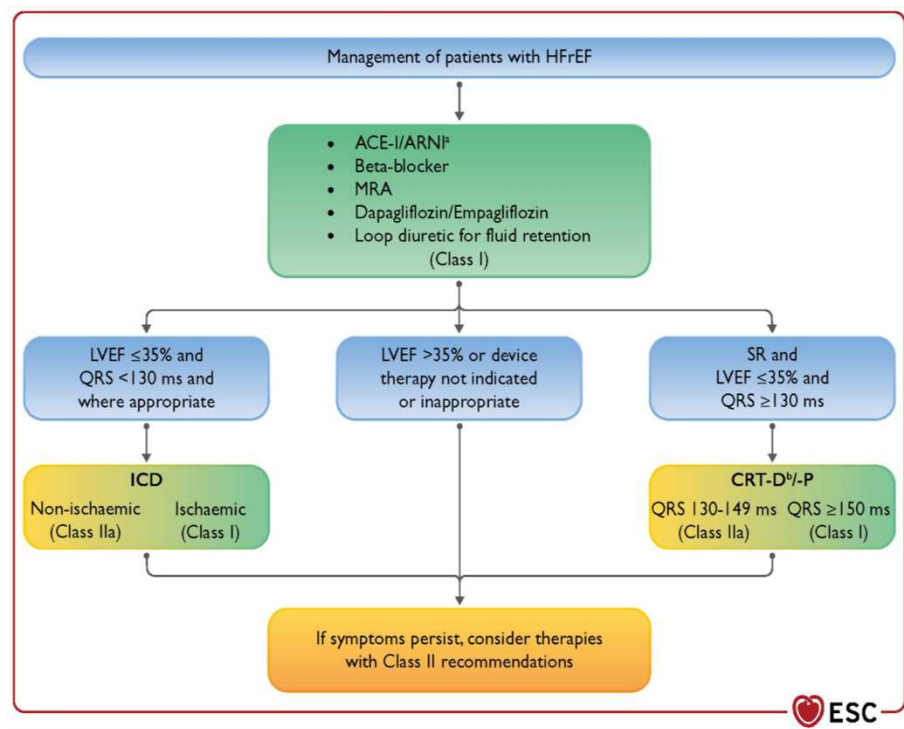 Management of patients with HFrEF
• ACE-I/ARNIᵃ
• Beta-blocker
• MRA
• Dapagliflozin/Empagliflozin
• Loop diuretic for fluid retention
(Class I)
LVEF ≤35% and
QRS <130 ms and
where appropriate
LVEF >35% or device
therapy not indicated
or inappropriate
SR and
LVEF ≤35% and
QRS ≥130 ms
ICD
Non-ischaemic
(Class IIa)
Ischaemic
(Class I)
CRT-Dᵇ/-P
QRS 130-149 ms
(Class IIa)
QRS ≥150 ms
(Class I)
If symptoms persist, consider therapies
with Class II recommendations
ESC